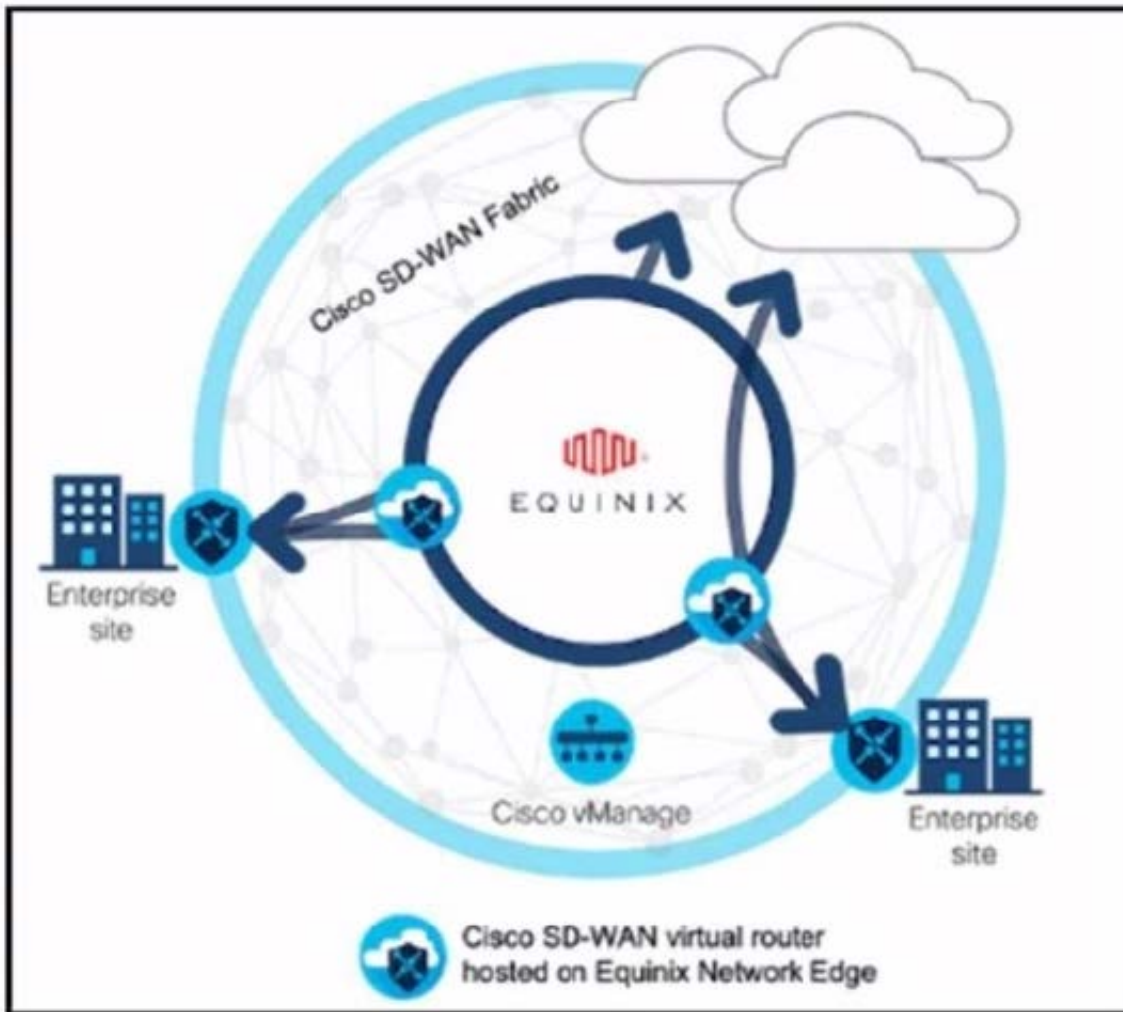 Cisco SD-WAN Fabric
EQUINIX
Enterprise
site
Cisco vManage
Enterprise
site
Cisco SD-WAN virtual router
hosted on Equinix Network Edge